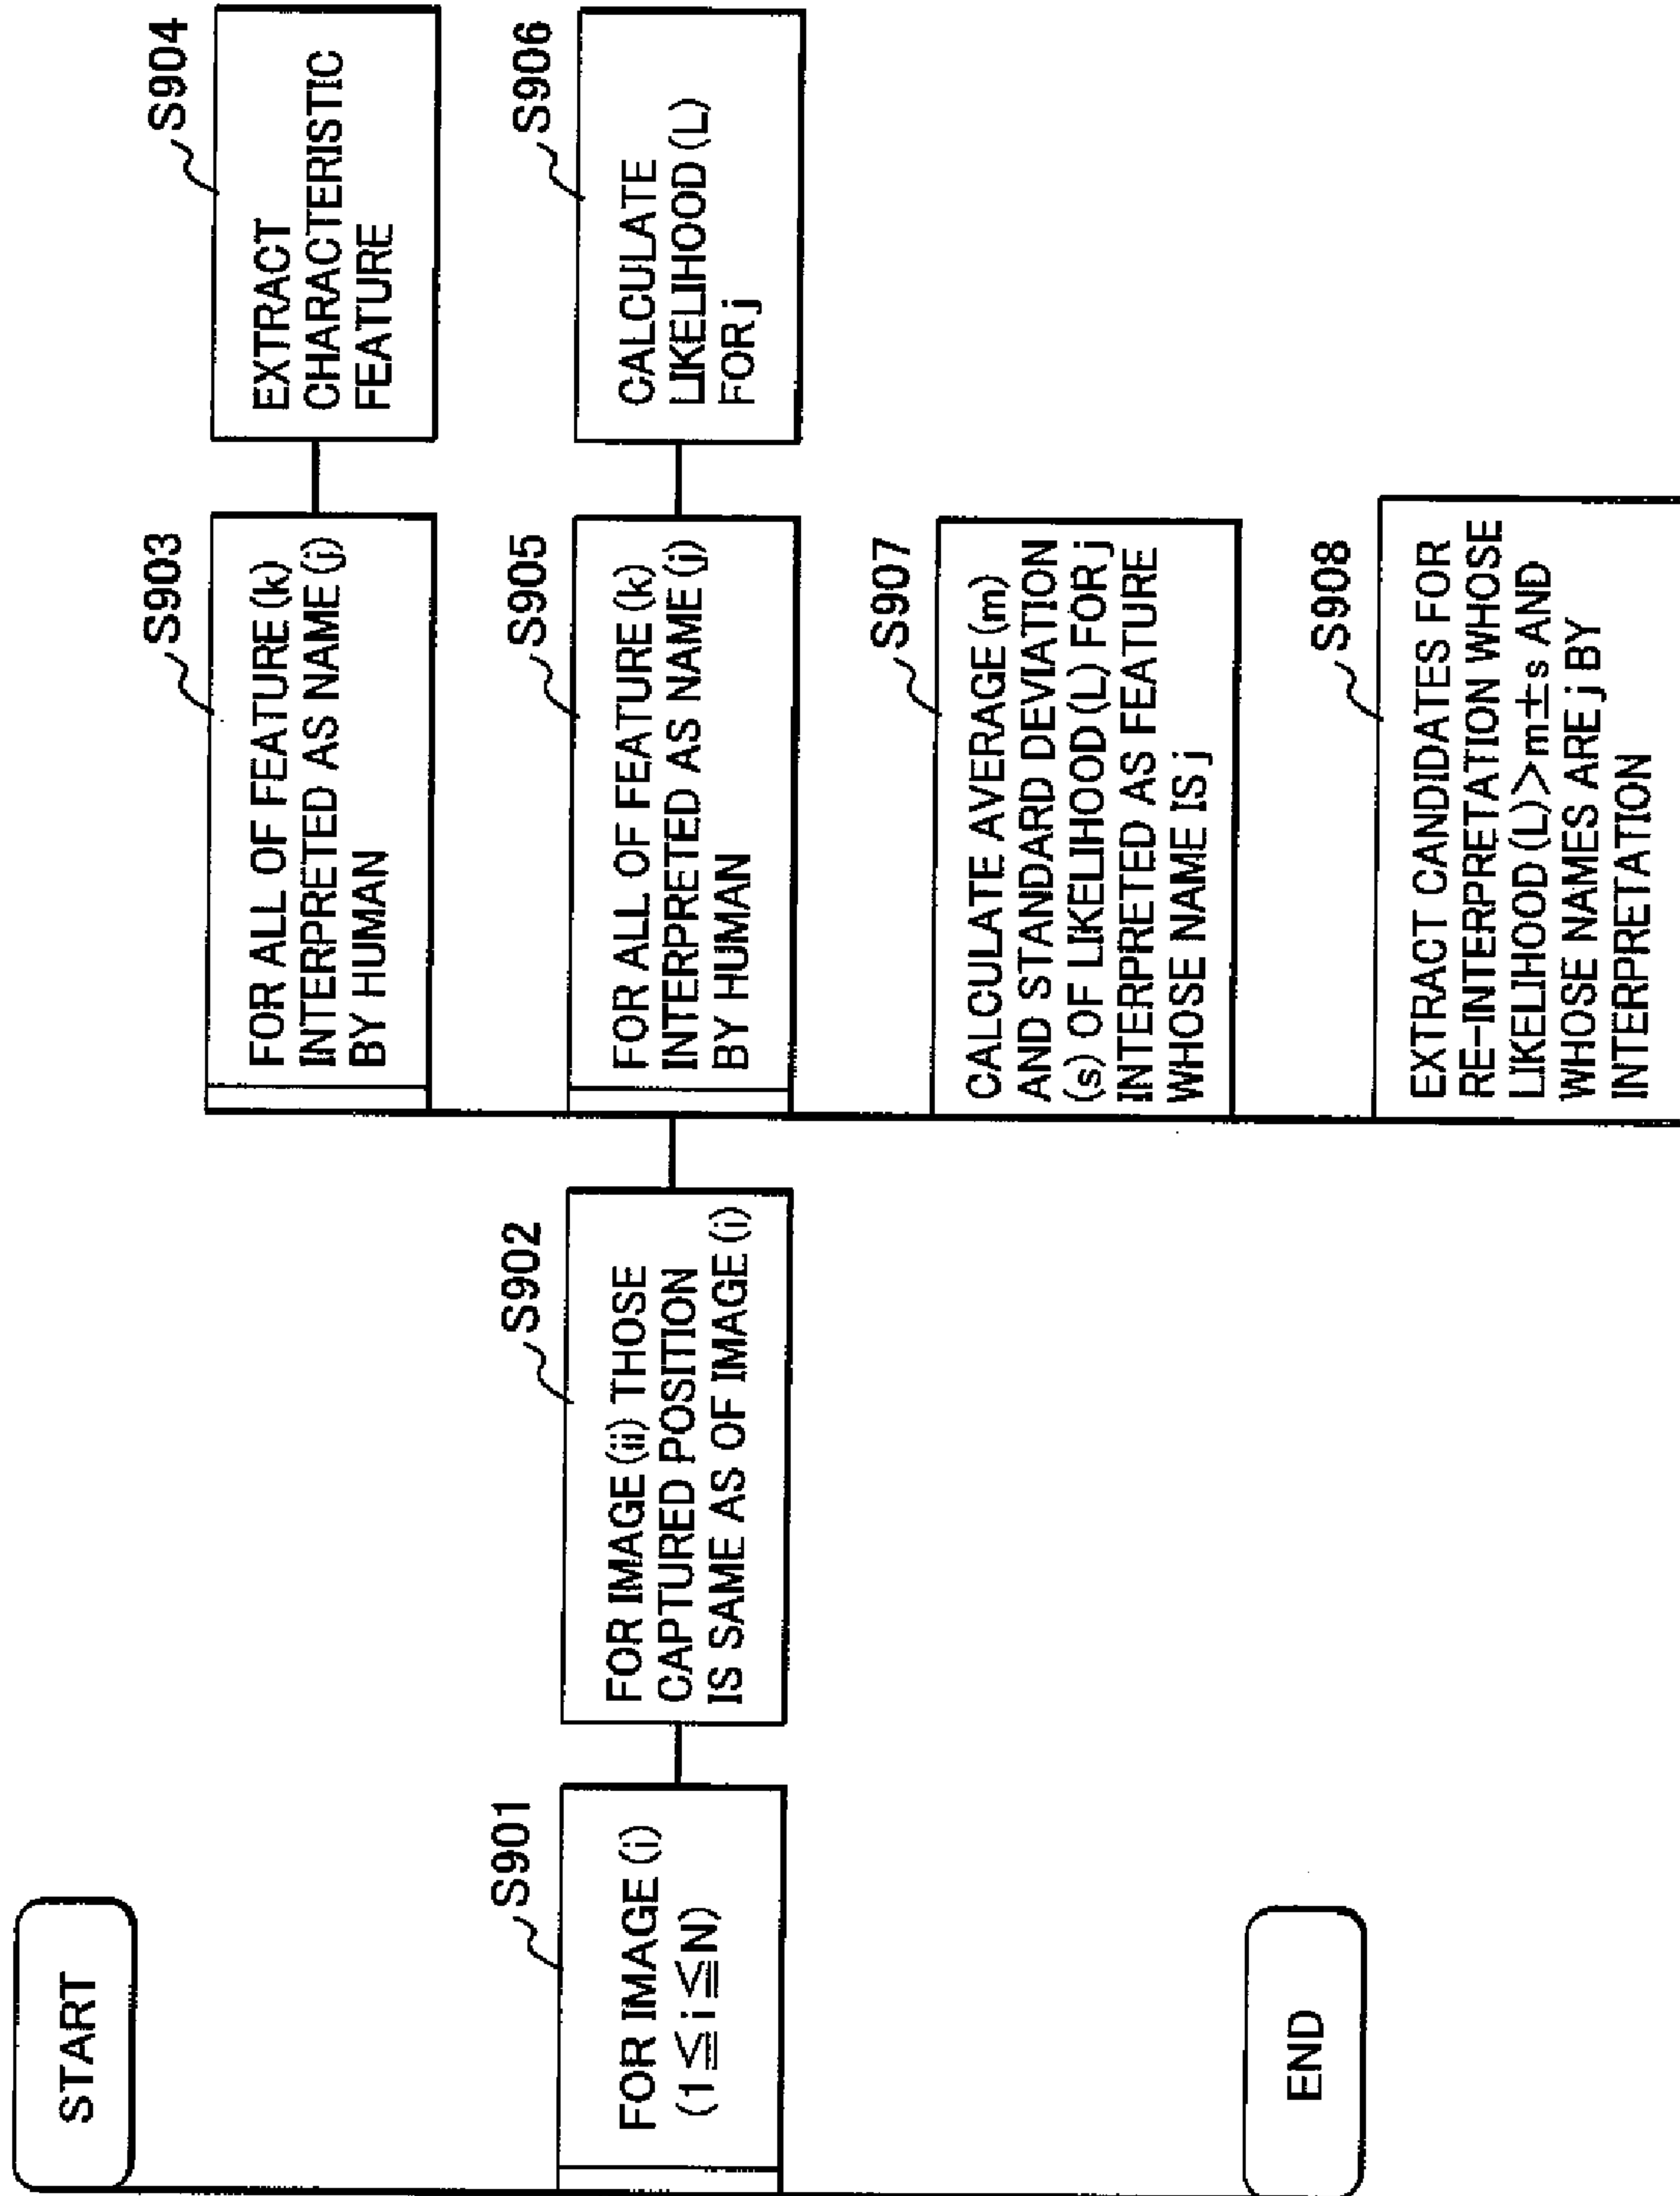 START
S901
FOR IMAGE (i)
(1≦i≦N)
S902
FOR IMAGE (ii) THOSE
CAPTURED POSITION
IS SAME AS OF IMAGE (i)
S903
FOR ALL OF FEATURE (k)
INTERPRETED AS NAME (j)
BY HUMAN
S904
EXTRACT
CHARACTERISTIC
FEATURE
S905
FOR ALL OF FEATURE (k)
INTERPRETED AS NAME (j)
BY HUMAN
S906
CALCULATE
LIKELIHOOD (L)
FOR j
S907
CALCULATE AVERAGE (m)
AND STANDARD DEVIATION
(s) OF LIKELIHOOD (L) FOR j
INTERPRETED AS FEATURE
WHOSE NAME IS j
S908
EXTRACT CANDIDATES FOR
RE-INTERPRETATION WHOSE
LIKELIHOOD (L)>m±s AND
WHOSE NAMES ARE j BY
INTERPRETATION
END